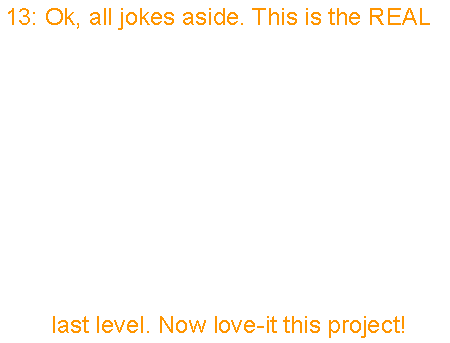 13: Ok, all jokes aside. This is the REAL
last level. Now love-it this project!